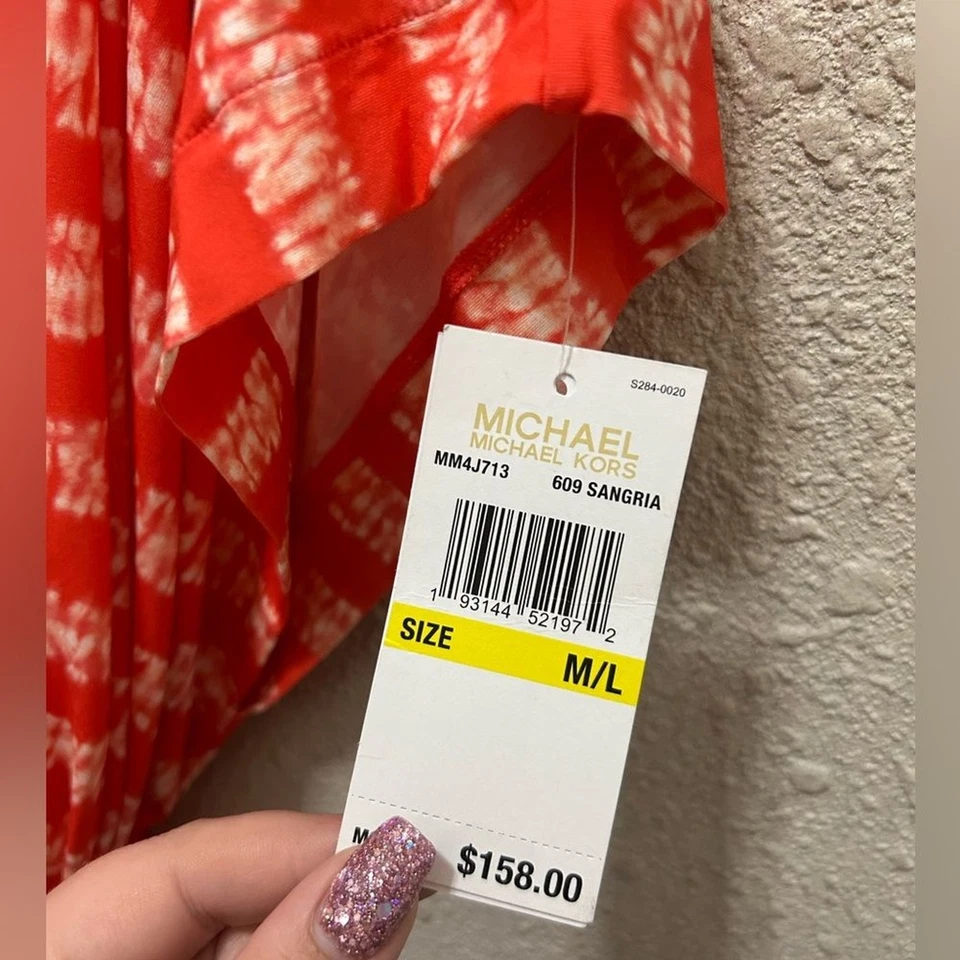 S284-0020
MICHAEL
MICHAEL KORS
MM4J713 609 SANGRIA
1 93144 52197 2
SIZE M/L
$158.00